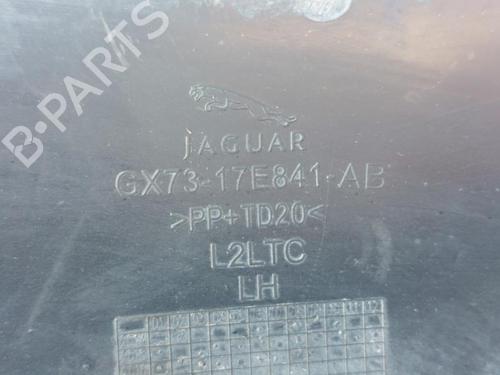 B-PARTS
JAGUAR
GX73-17E841-AB
>PP+TD20<
L2LTC
LH